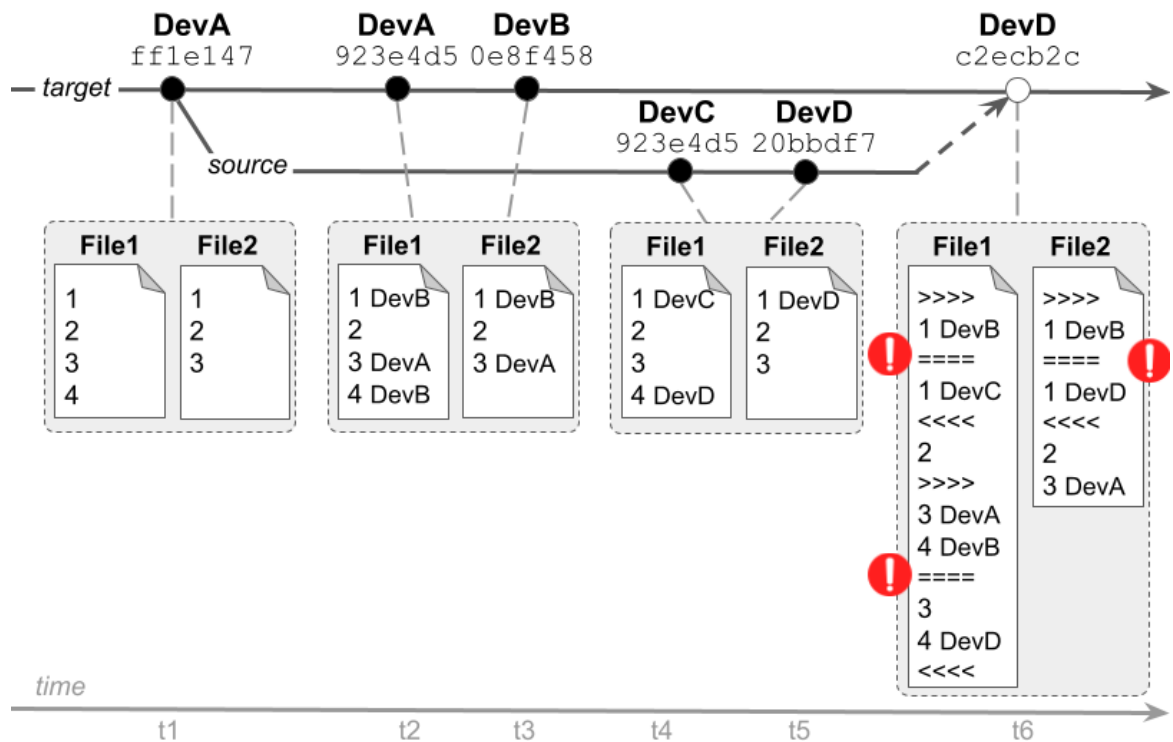 DevA DevA DevB DevD
ff1e147 923e4d5 0e8f458 c2ecb2c
target
DevC DevD
923e4d5 20bbdf7
source
File1 File2
1 1
2 2
3 3
4
File1 File2
1 DevB 1 DevB
2 2
3 DevA 3 DevA
4 DevB
File1 File2
1 DevC 1 DevD
2 2
3 3
4 DevD
File1 File2
>>>> >>>>
1 DevB 1 DevB
==== ====
1 DevC 1 DevD
<<<< <<<<
2 2
>>>> 3 DevA
3 DevA
4 DevB
====
3
4 DevD
<<<<
time
t1 t2 t3 t4 t5 t6